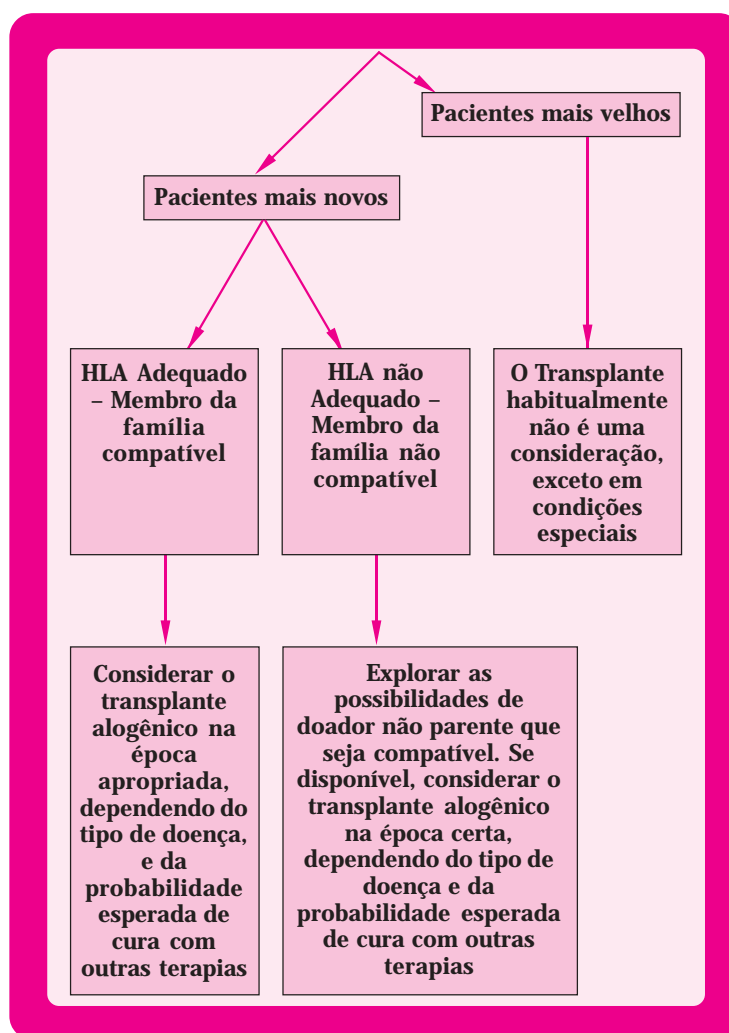 Pacientes mais velhos
Pacientes mais novos
HLA Adequado
– Membro da
família
compatível
HLA não
Adequado –
Membro da
família não
compatível
O Transplante
habitualmente
não é uma
consideração,
exceto em
condições
especiais
Considerar o
transplante
alogênico na
época
apropriada,
dependendo do
tipo de doença,
e da
probabilidade
esperada de
cura com
outras terapias
Explorar as
possibilidades de
doador não parente que
seja compatível. Se
disponível, considerar o
transplante alogênico
na época certa,
dependendo do tipo de
doença e da
probabilidade esperada
de cura com outras
terapias